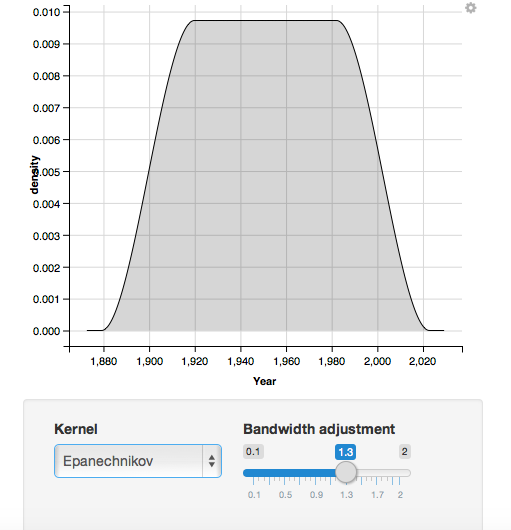 0.010
0.009
0.008
0.007
0.006
0.005
0.004
0.003
0.002
0.001
0.000
density
1,880 1,900 1,920 1,940 1,960 1,980 2,000 2,020
Year
Kernel
Epanechnikov
Bandwidth adjustment
0.1 1.3 2
0.1 0.5 0.9 1.3 1.7 2